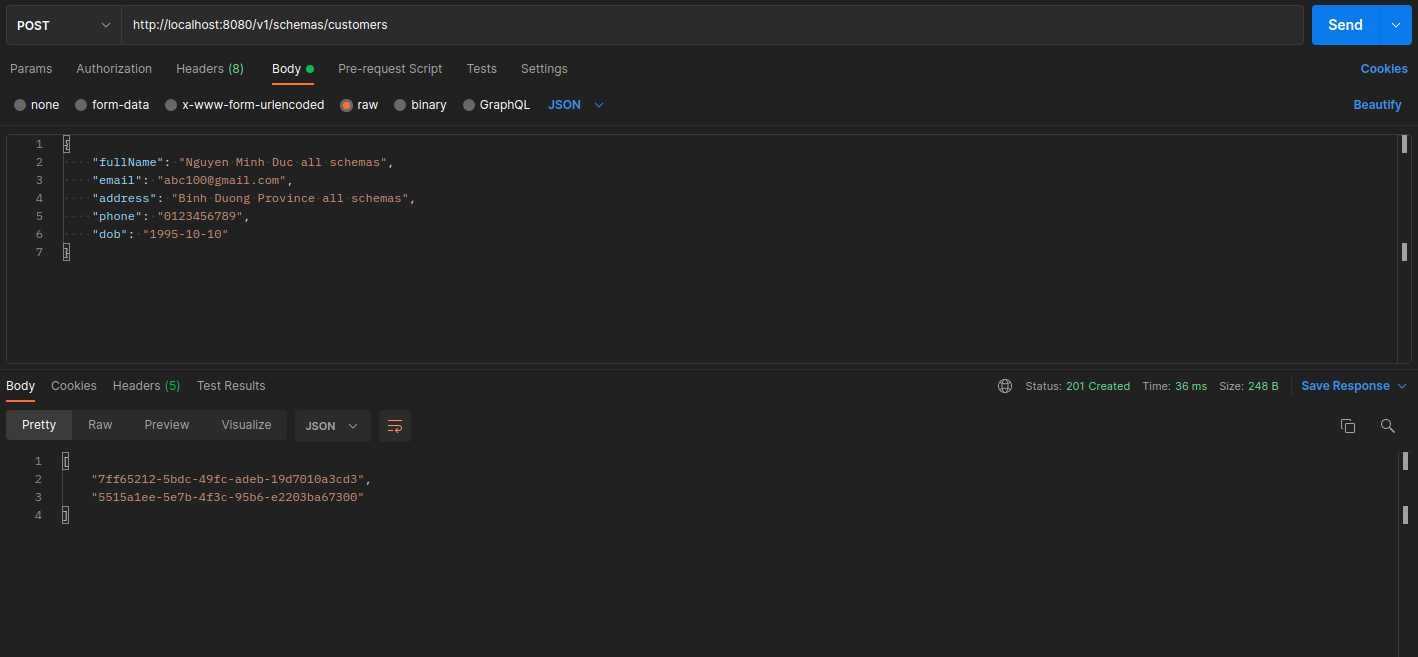 POST http://localhost:8080/v1/schemas/customers Send
Params Authorization Headers (8) Body Pre-request Script Tests Settings Cookies
none form-data x-www-form-urlencoded raw binary GraphQL JSON Beautify
1 {
2 "fullName": "Nguyen Minh Duc all schemas",
3 "email": "abc100@gmail.com",
4 "address": "Binh Duong Province all schemas",
5 "phone": "0123456789",
6 "dob": "1995-10-10"
7 }
Body Cookies Headers (5) Test Results Status: 201 Created Time: 36 ms Size: 248 B Save Response
Pretty Raw Preview Visualize JSON
1 [
2 "7ff65212-5bdc-49fc-adeb-19d7010a3cd3",
3 "5515a1ee-5e7b-4f3c-95b6-e2203ba67300"
4 ]